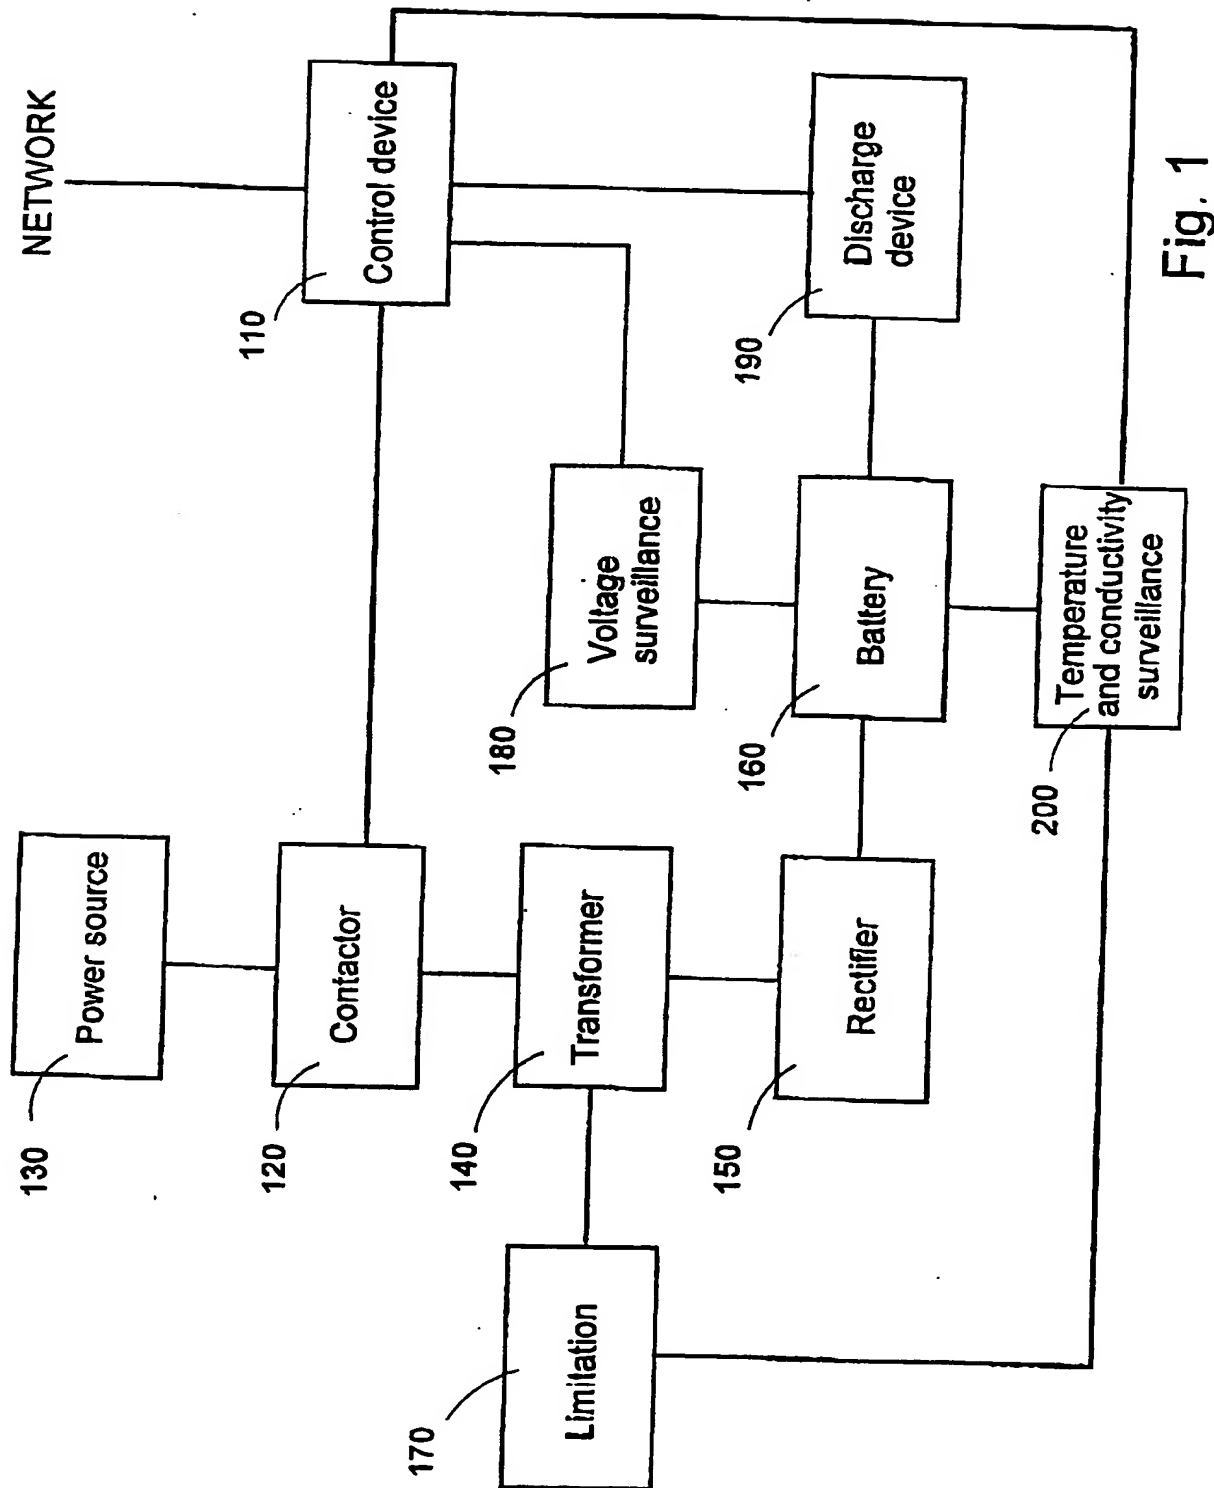 NETWORK
130
Power source
120
Contactor
110
Control device
170
Limitation
140
Transformer
180
Voltage
surveillance
150
Rectifier
160
Battery
190
Discharge
device
200
Temperature
and conductivity
surveillance
Fig. 1